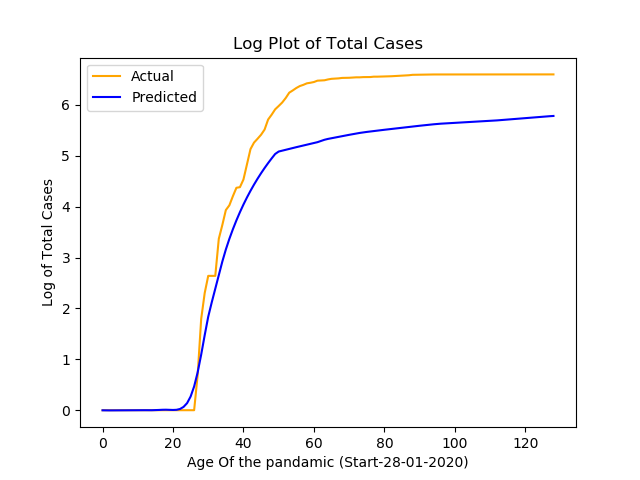 Log Plot of Total Cases
Actual
Predicted
Log of Total Cases
6
5
4
3
2
1
0
0 20 40 60 80 100 120
Age Of the pandamic (Start-28-01-2020)